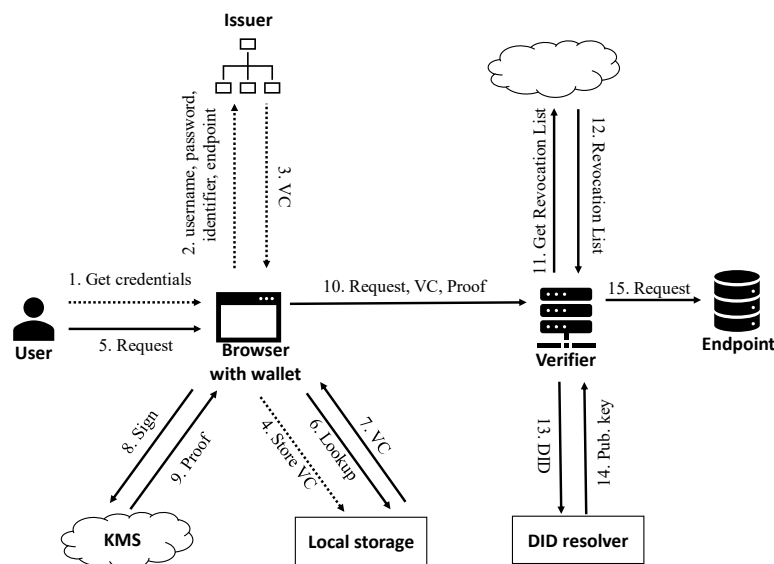 Issuer
2. username, password,
identifier, endpoint
3. VC
11. Get Revocation List
12. Revocation List
1. Get credentials
10. Request, VC, Proof
15. Request
User
5. Request
Browser
with wallet
Verifier
Endpoint
8. Sign
9. Proof
4. Store VC
6. Lookup
7. VC
13. DID
14. Pub. key
KMS
Local storage
DID resolver